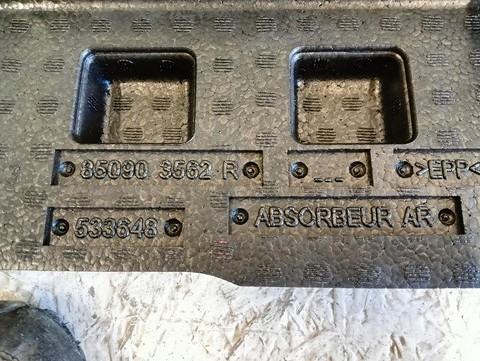 85090 3562 R
---
>EPP<
533648
ABSORBEUR AR